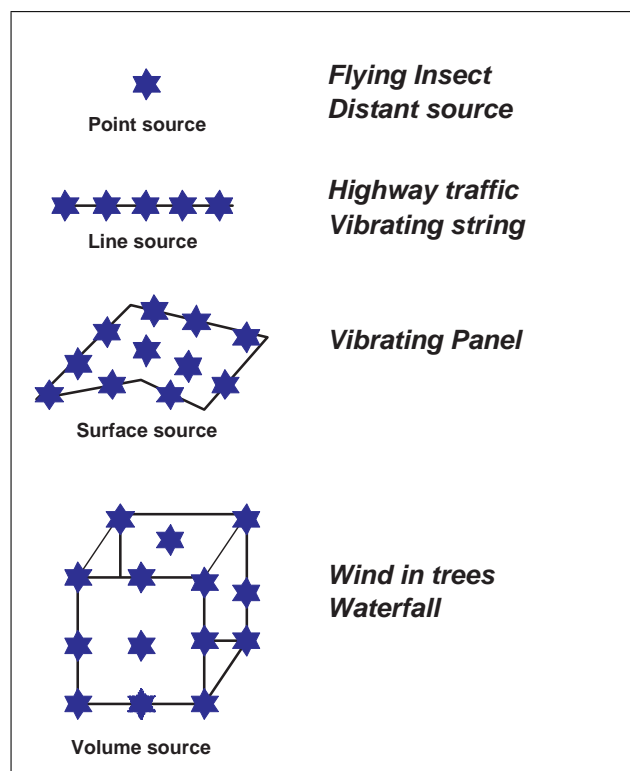 Flying Insect
Distant source
Point source
Highway traffic
Vibrating string
Line source
Vibrating Panel
Surface source
Wind in trees
Waterfall
Volume source